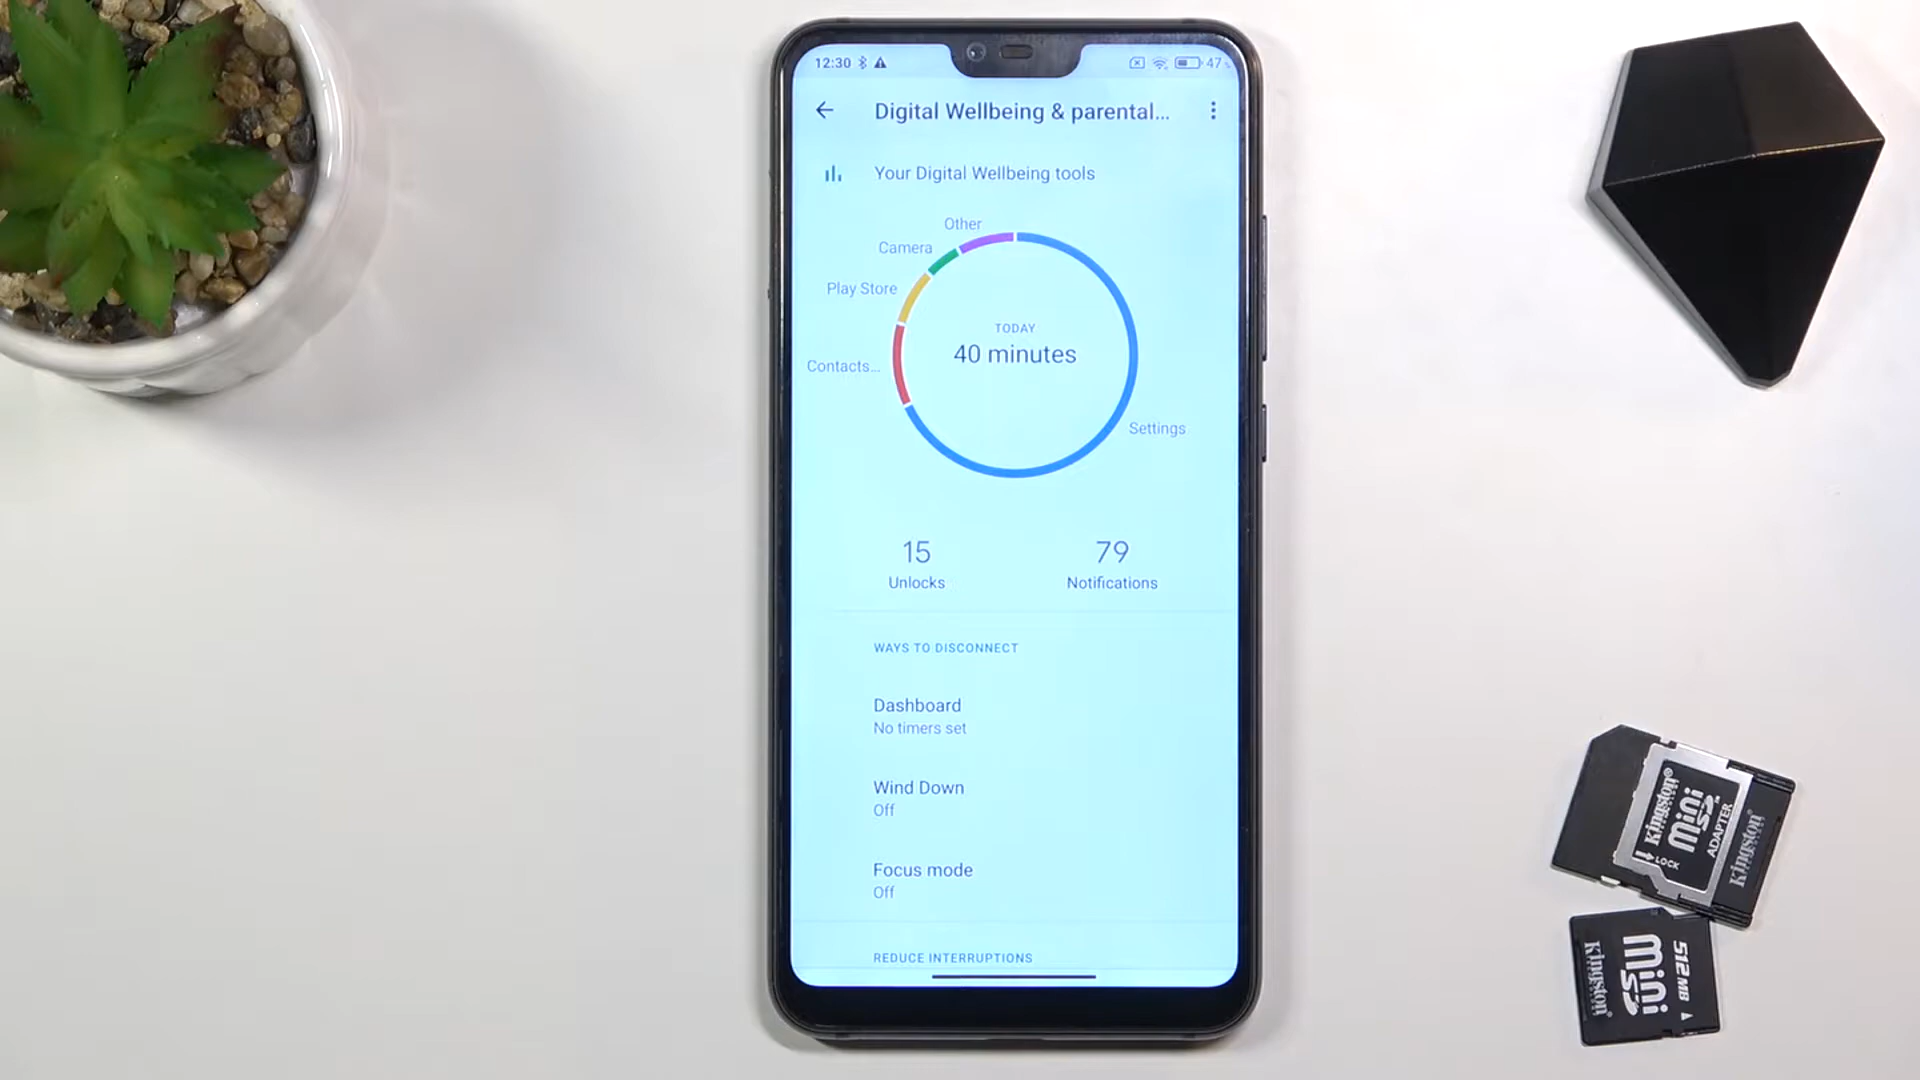 12:30
47
Digital Wellbeing & parental...
Your Digital Wellbeing tools
Other
Camera
Play Store
Contacts...
Settings
TODAY
40 minutes
15
Unlocks
79
Notifications
WAYS TO DISCONNECT
Dashboard
No timers set
Wind Down
Off
Focus mode
Off
REDUCE INTERRUPTIONS
Kingston®
mini
SD
ADAPTER
LOCK
Kingston®
Kingston
mini
SD
512MB